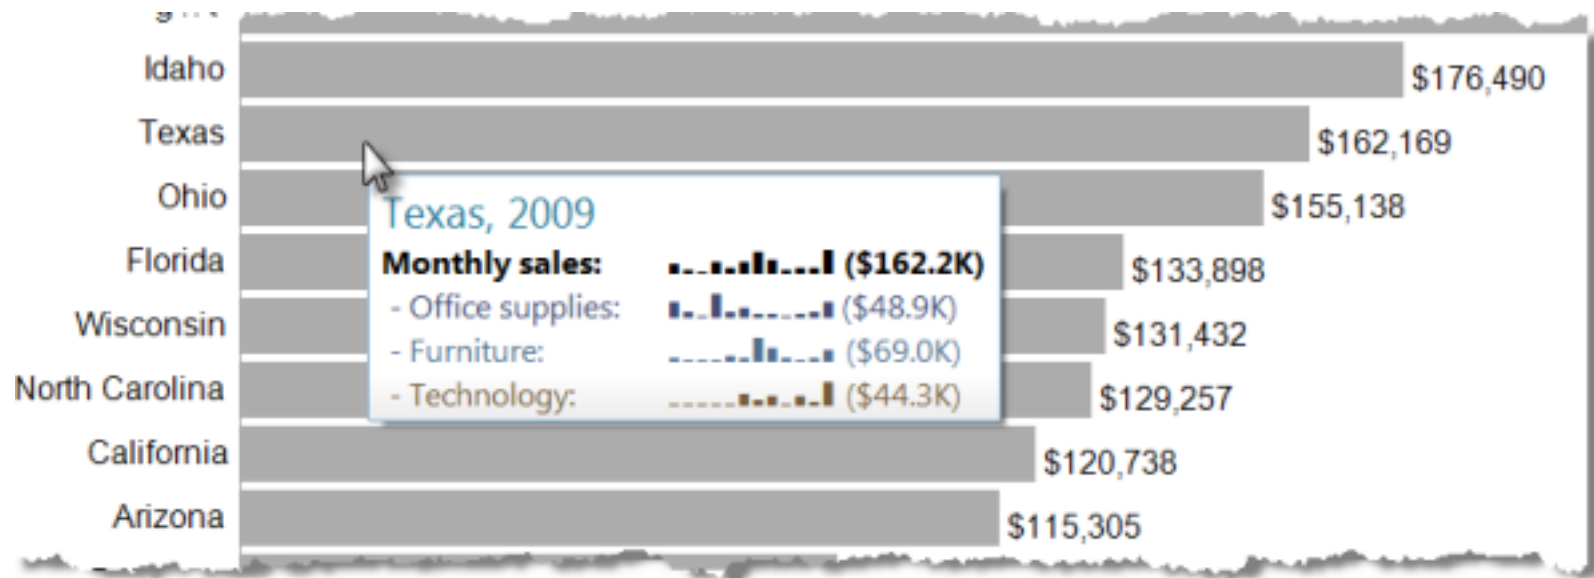 Idaho $176,490
Texas $162,169
Ohio $155,138
Texas, 2009
Monthly sales: ($162.2K)
- Office supplies: ($48.9K)
- Furniture: ($69.0K)
- Technology: ($44.3K)
Florida $133,898
Wisconsin $131,432
North Carolina $129,257
California $120,738
Arizona $115,305